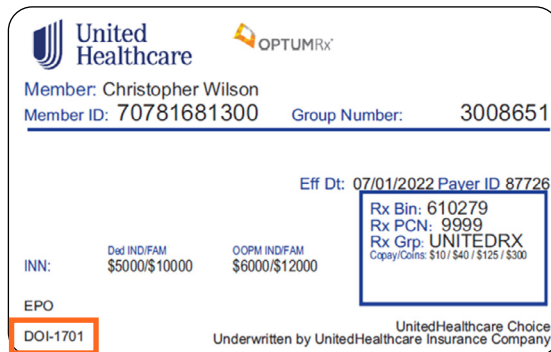 United
Healthcare
OPTUMRx
Member: Christopher Wilson
Member ID: 70781681300 Group Number: 3008651
Eff Dt: 07/01/2022 Payer ID 87726
Rx Bin: 610279
Rx PCN: 9999
Rx Grp: UNITEDRX
Copay/Coins: $10 / $40 / $125 / $300
Ded IND/FAM OOPM IND/FAM
INN: $5000/$10000 $6000/$12000
EPO
DOI-1701
UnitedHealthcare Choice
Underwritten by UnitedHealthcare Insurance Company